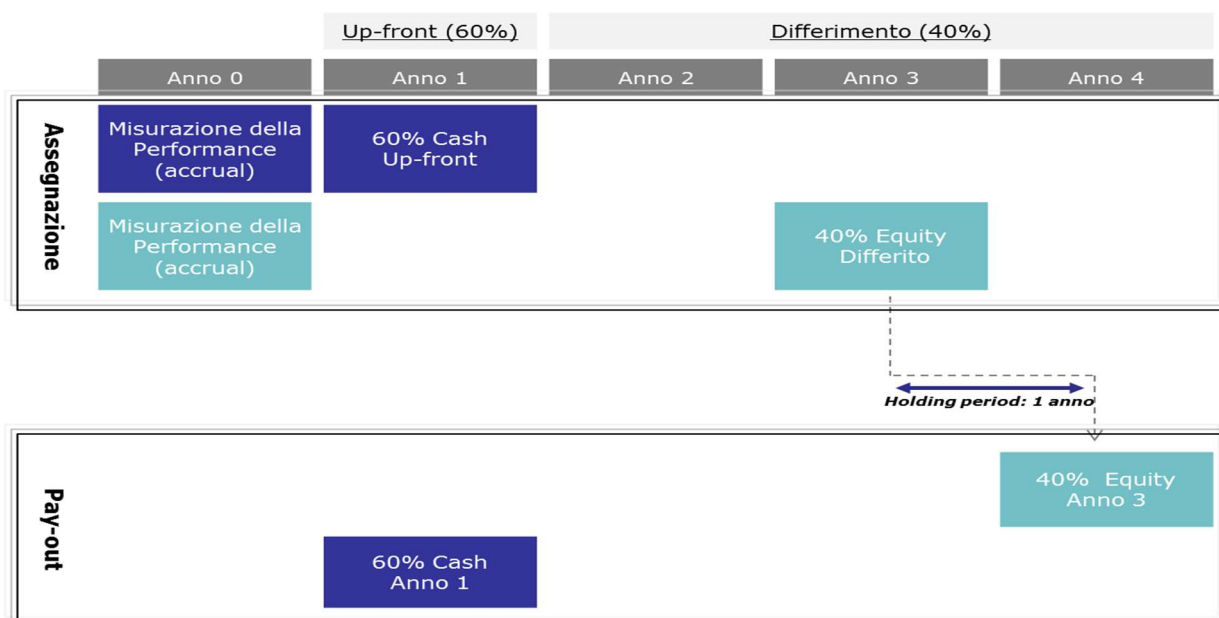 Up-front (60%)
Differimento (40%)
Anno 0
Anno 1
Anno 2
Anno 3
Anno 4
Assegnazione
Misurazione della
Performance
(accrual)
60% Cash
Up-front
Misurazione della
Performance
(accrual)
40% Equity
Differito
Holding period: 1 anno
Pay-out
40% Equity
Anno 3
60% Cash
Anno 1